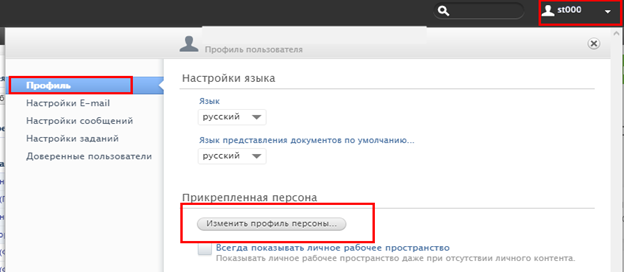 st000
Профиль пользователя
Профиль
Настройки E-mail
Настройки сообщений
Настройки заданий
Доверенные пользователи
Настройки языка
Язык
русский
Язык представления документов по умолчанию...
русский
Прикрепленная персона
Изменить профиль персоны...
Всегда показывать личное рабочее пространство
Показывать личное рабочее пространство даже при отсутствии личного контента.